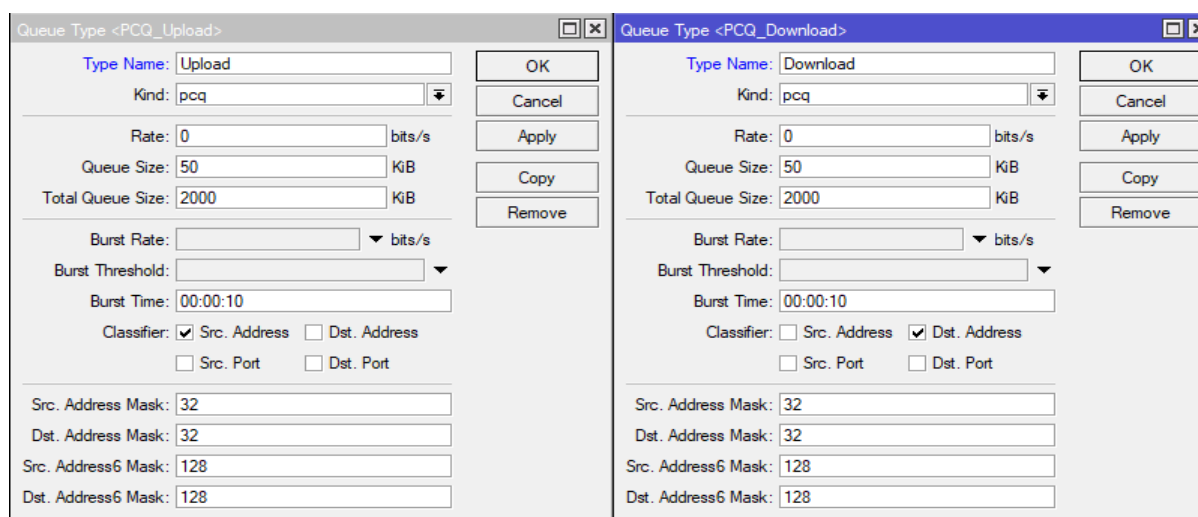 Queue Type <PCQ_Upload>
Type Name: Upload
OK
Kind: pcq
Cancel
Rate: 0 bits/s
Apply
Queue Size: 50 KiB
Copy
Total Queue Size: 2000 KiB
Remove
Burst Rate: bits/s
Burst Threshold:
Burst Time: 00:00:10
Classifier: Src. Address Dst. Address
Src. Port Dst. Port
Src. Address Mask: 32
Dst. Address Mask: 32
Src. Address6 Mask: 128
Dst. Address6 Mask: 128
Queue Type <PCQ_Download>
Type Name: Download
OK
Kind: pcq
Cancel
Rate: 0 bits/s
Apply
Queue Size: 50 KiB
Copy
Total Queue Size: 2000 KiB
Remove
Burst Rate: bits/s
Burst Threshold:
Burst Time: 00:00:10
Classifier: Src. Address Dst. Address
Src. Port Dst. Port
Src. Address Mask: 32
Dst. Address Mask: 32
Src. Address6 Mask: 128
Dst. Address6 Mask: 128